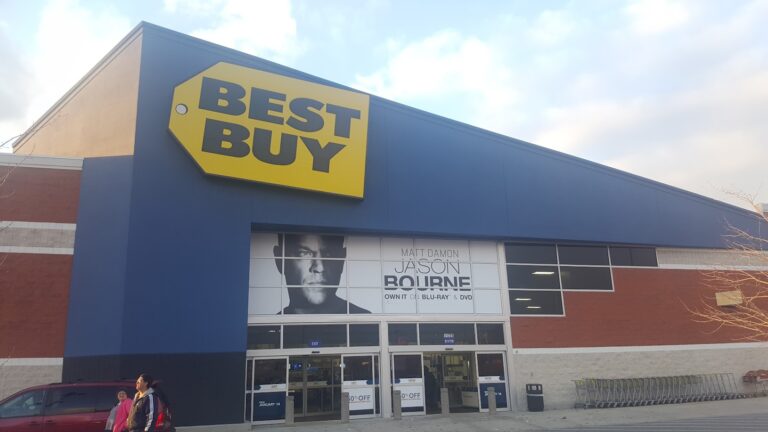 BEST
BUY
MATT DAMON
JASON
BOURNE
OWN IT ON BLU-RAY & DVD